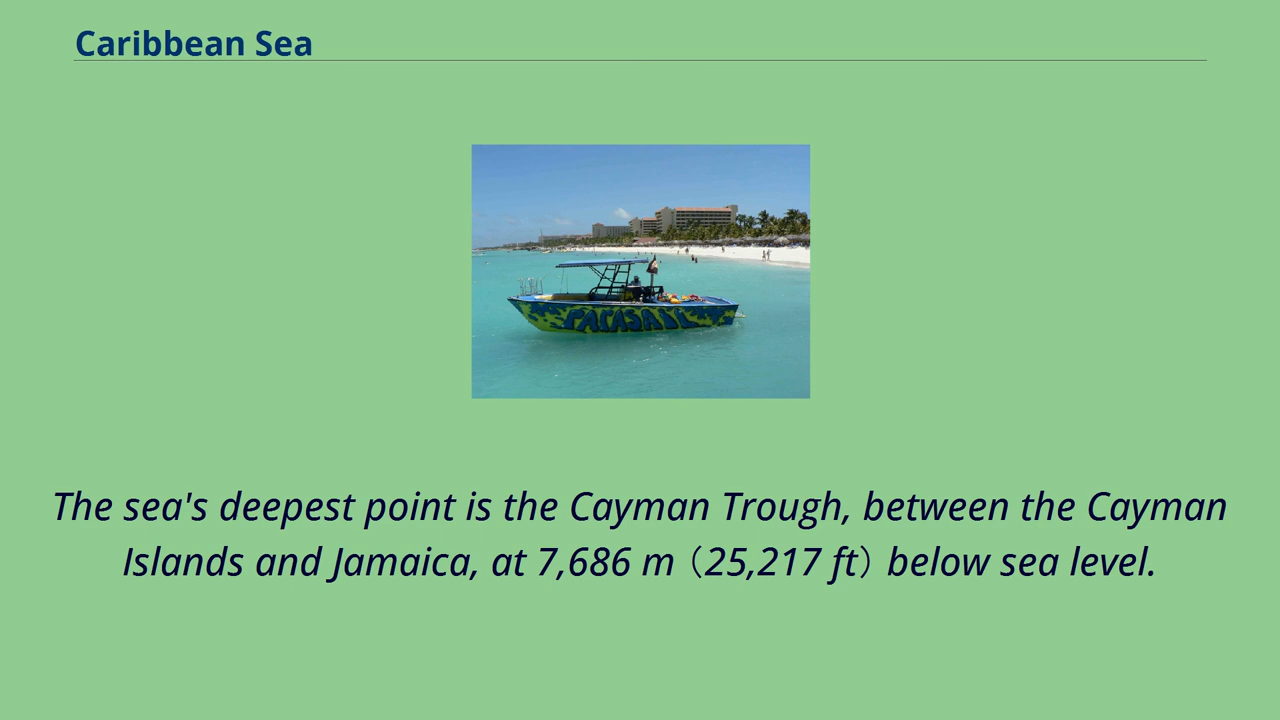 Caribbean Sea
PARASAIL
The sea's deepest point is the Cayman Trough, between the Cayman
Islands and Jamaica, at 7,686 m（25,217 ft）below sea level.